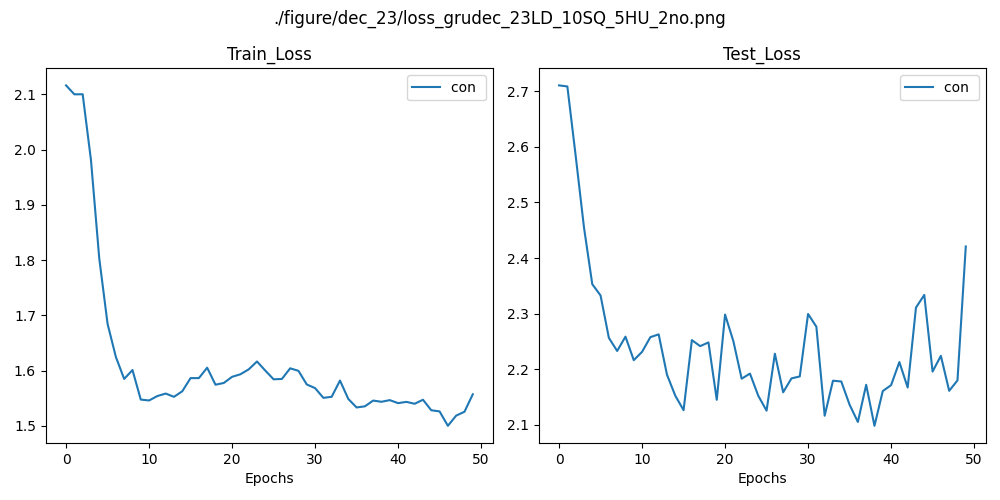 ./figure/dec_23/loss_grudec_23LD_10SQ_5HU_2no.png
Train_Loss
con
2.1
2.0
1.9
1.8
1.7
1.6
1.5
0 10 20 30 40 50
Epochs
Test_Loss
con
2.7
2.6
2.5
2.4
2.3
2.2
2.1
0 10 20 30 40 50
Epochs